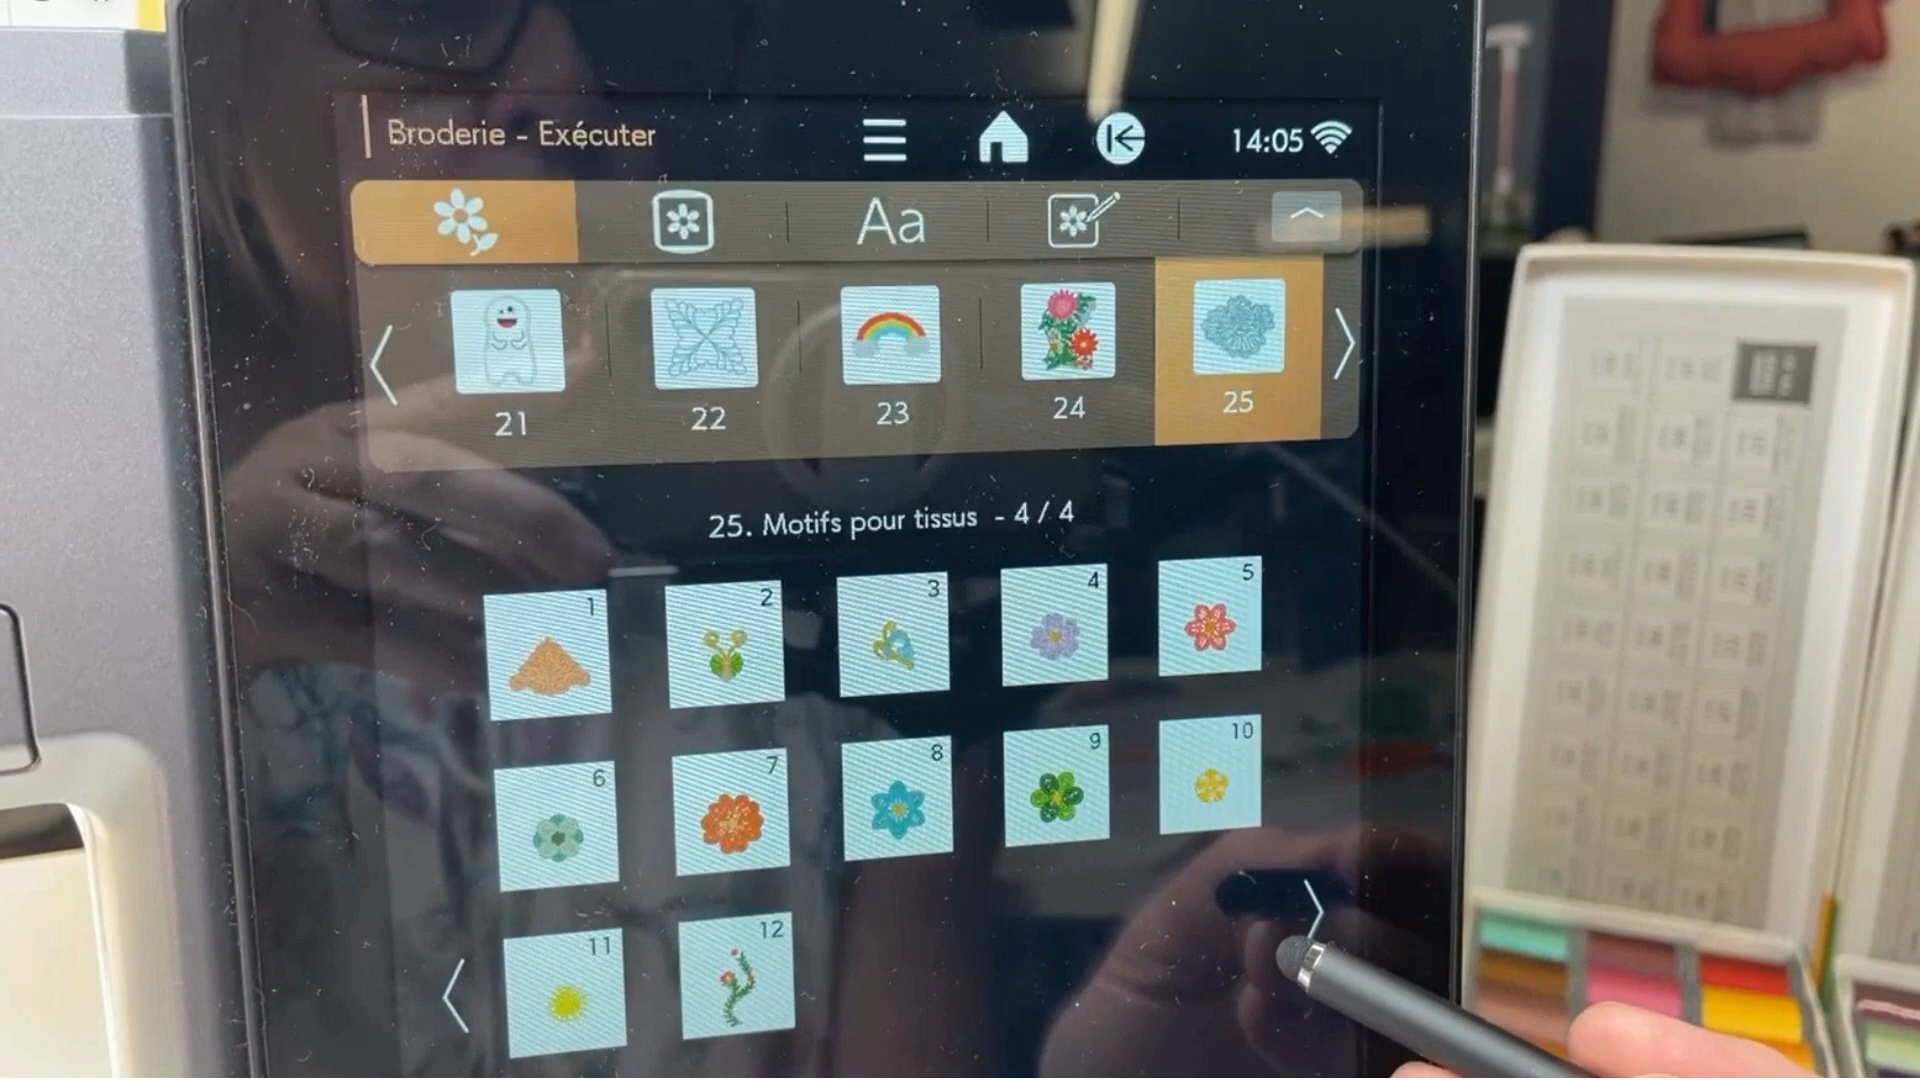 Broderie - Exécuter
14:05
Aa
21 22 23 24 25
25. Motifs pour tissus - 4 / 4
1 2 3 4 5
6 7 8 9 10
11 12